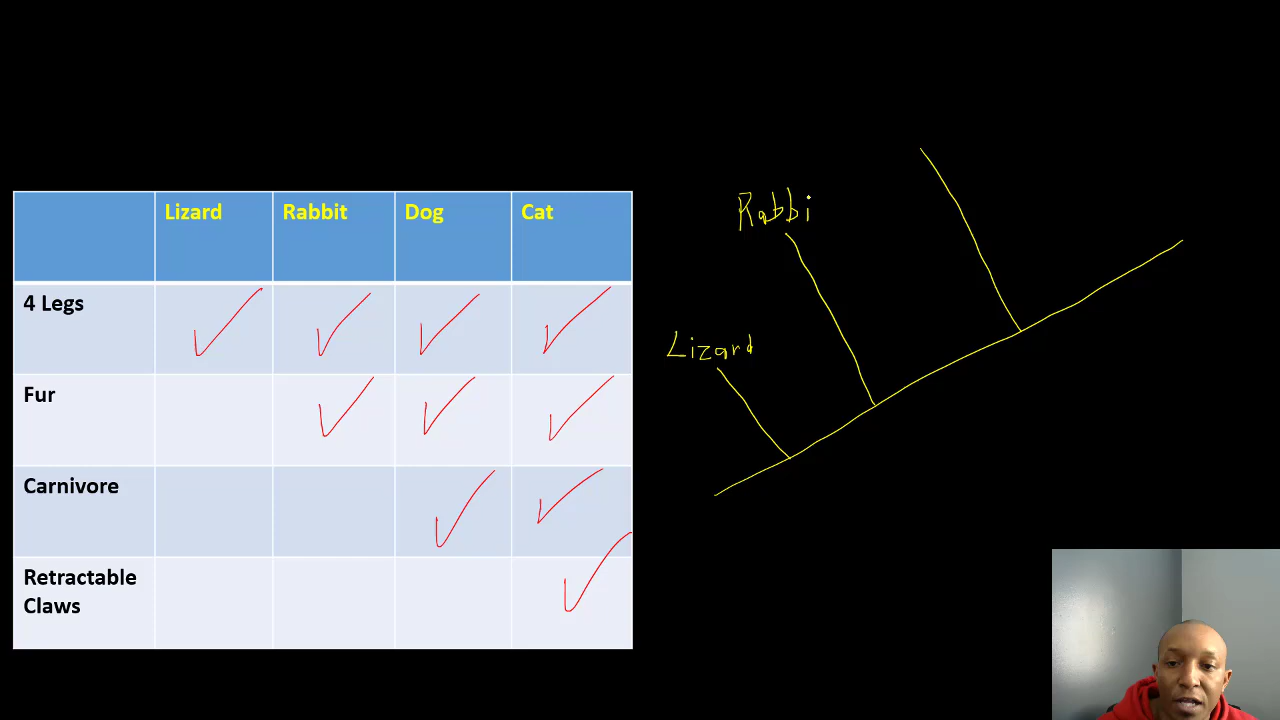 Lizard Rabbit Dog Cat
4 Legs
Fur
Carnivore
Retractable
Claws
Rabbi
Lizard